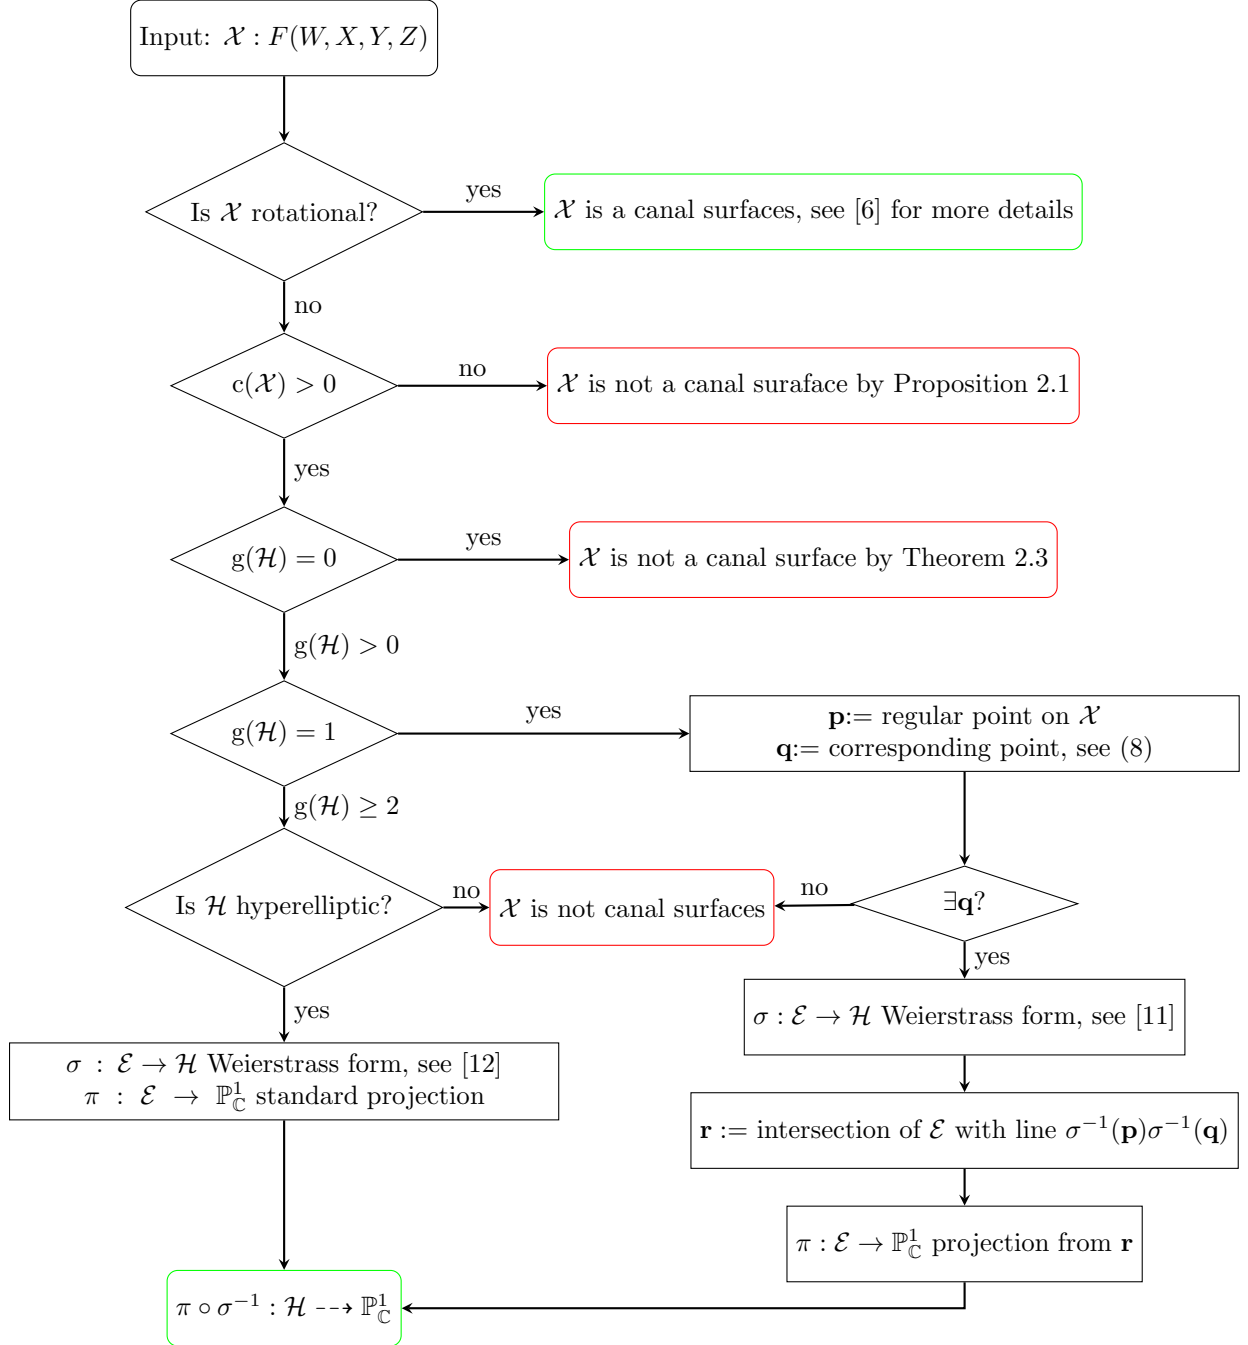 Input: 𝒳 : F(W, X, Y, Z)
Is 𝒳 rotational?
yes
𝒳 is a canal surfaces, see [6] for more details
no
c(𝒳) > 0
no
𝒳 is not a canal suraface by Proposition 2.1
yes
g(ℋ) = 0
yes
𝒳 is not a canal surface by Theorem 2.3
g(ℋ) > 0
g(ℋ) = 1
yes
p:= regular point on 𝒳
q:= corresponding point, see (8)
g(ℋ) ≥ 2
Is ℋ hyperelliptic?
no
𝒳 is not canal surfaces
no
∃q?
yes
yes
σ : ℰ → ℋ Weierstrass form, see [11]
σ : ℰ → ℋ Weierstrass form, see [12]
π : ℰ → ℙ¹_ℂ standard projection
r := intersection of ℰ with line σ⁻¹(p)σ⁻¹(q)
π : ℰ → ℙ¹_ℂ projection from r
π ∘ σ⁻¹ : ℋ ⇢ ℙ¹_ℂ